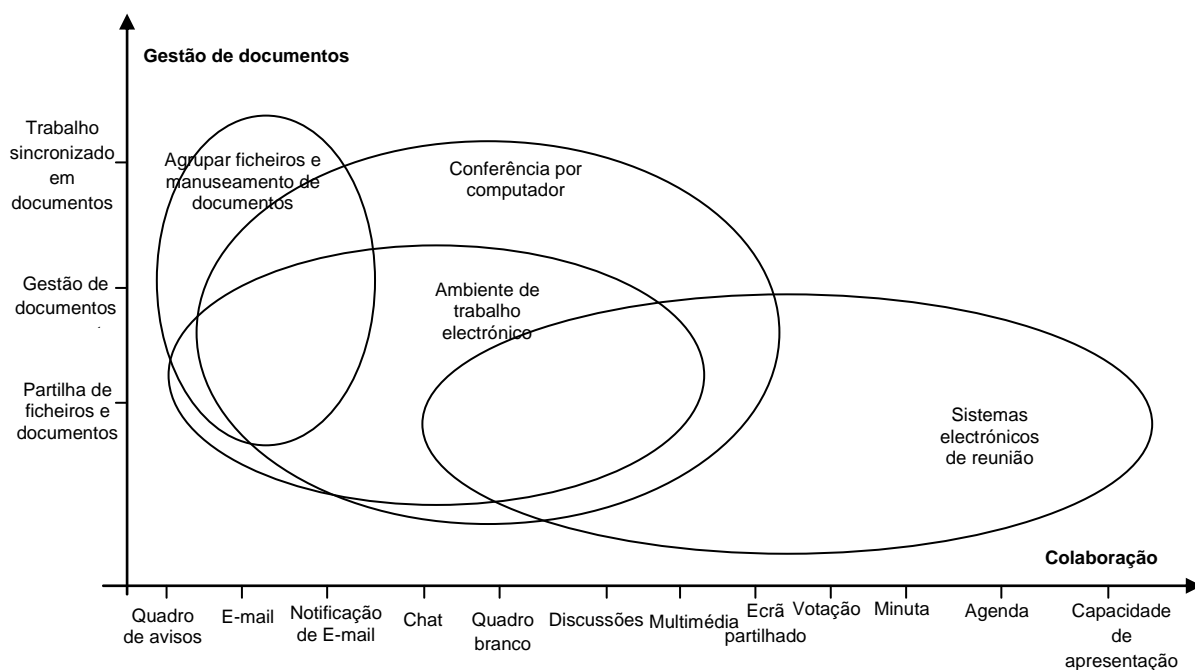 Gestão de documentos
Trabalho
sincronizado
em
documentos
Gestão de
documentos
Partilha de
ficheiros e
documentos
Agrupar ficheiros e
manuseamento de
documentos
Conferência por
computador
Ambiente de
trabalho
electrónico
Sistemas
electrónicos
de reunião
Colaboração
Quadro
de avisos
E-mail
Notificação
de E-mail
Chat
Quadro
branco
Discussões
Multimédia
Ecrã
partilhado
Votação
Minuta
Agenda
Capacidade
de
apresentação